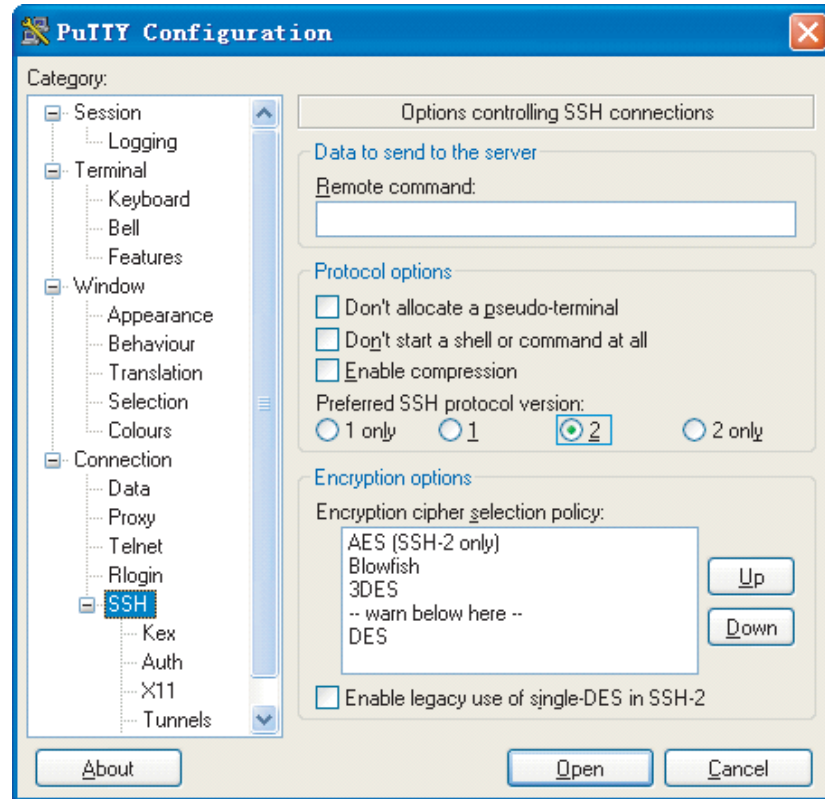 PuTTY Configuration
Category:
Session
Logging
Terminal
Keyboard
Bell
Features
Window
Appearance
Behaviour
Translation
Selection
Colours
Connection
Data
Proxy
Telnet
Rlogin
SSH
Kex
Auth
X11
Tunnels
Options controlling SSH connections
Data to send to the server
Remote command:
Protocol options
Don't allocate a pseudo-terminal
Don't start a shell or command at all
Enable compression
Preferred SSH protocol version:
1 only 1 2 2 only
Encryption options
Encryption cipher selection policy:
AES (SSH-2 only)
Blowfish
3DES
-- warn below here --
DES
Up
Down
Enable legacy use of single-DES in SSH-2
About Open Cancel